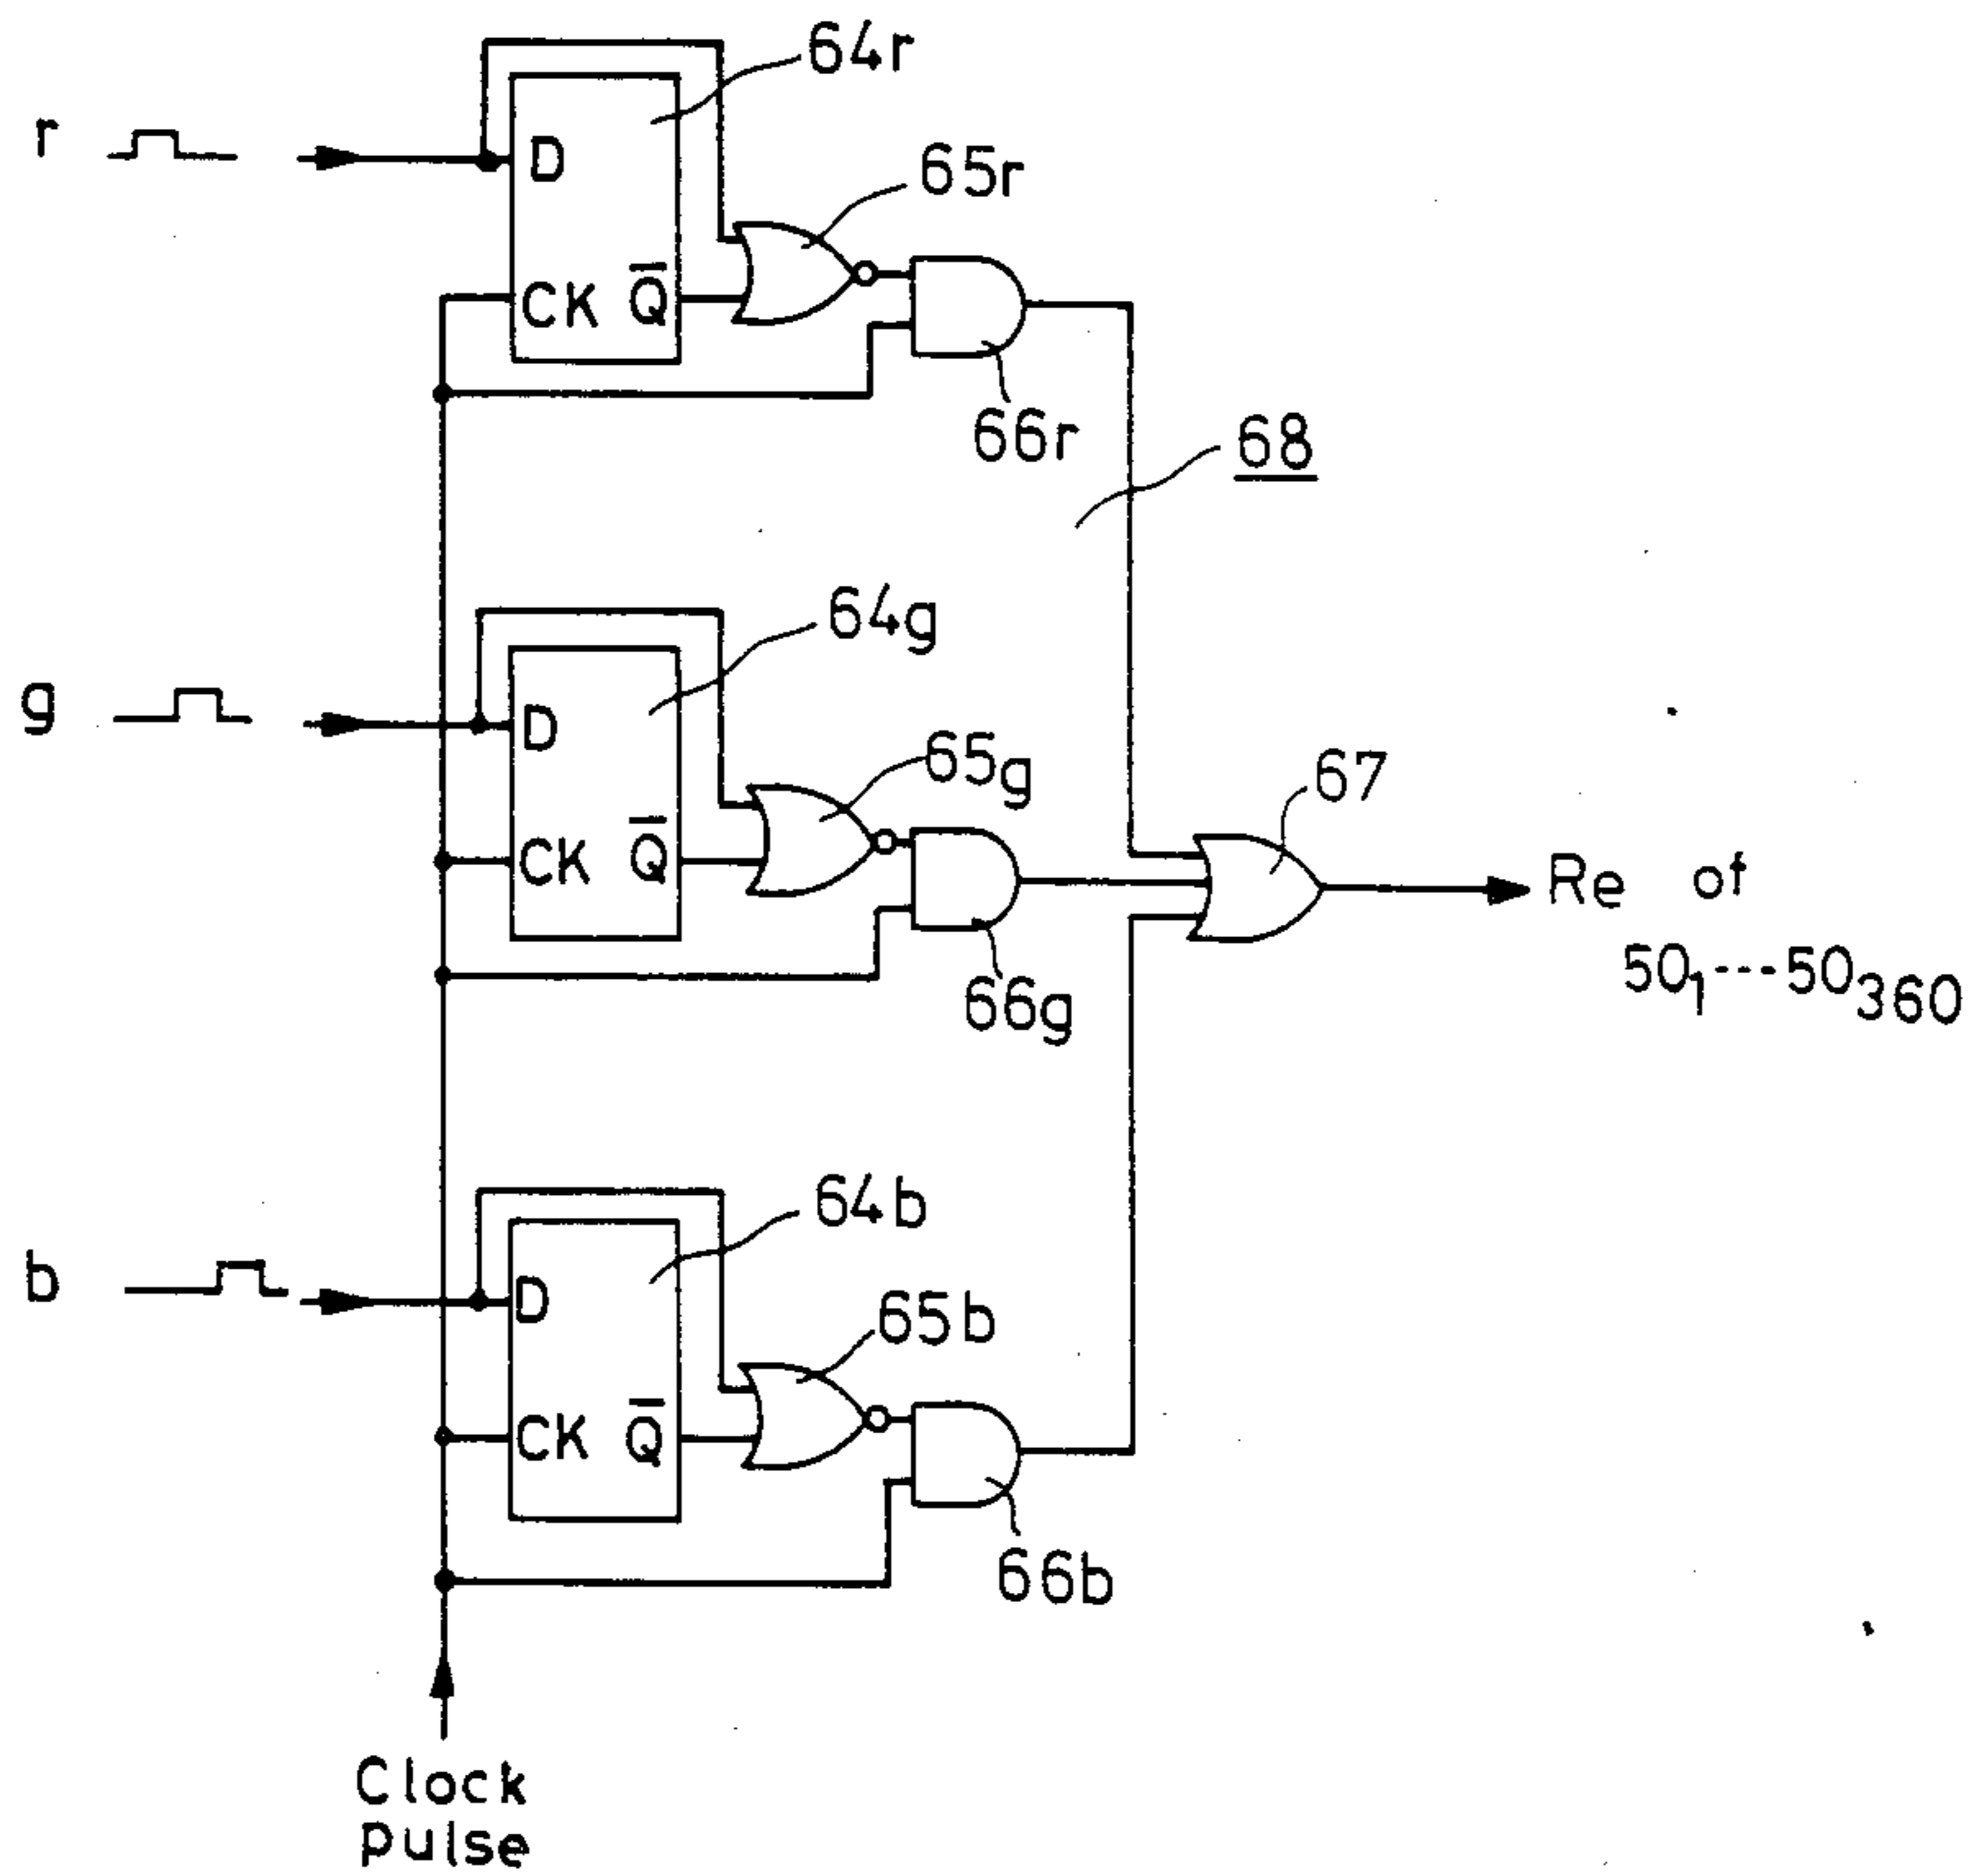 64r
r
D
65r
CK Q̅
66r
68
64g
g
D
65g
67
CK Q̅
Re of
50₁---50₃₆₀
66g
64b
b
D
65b
CK Q̅
66b
Clock
pulse